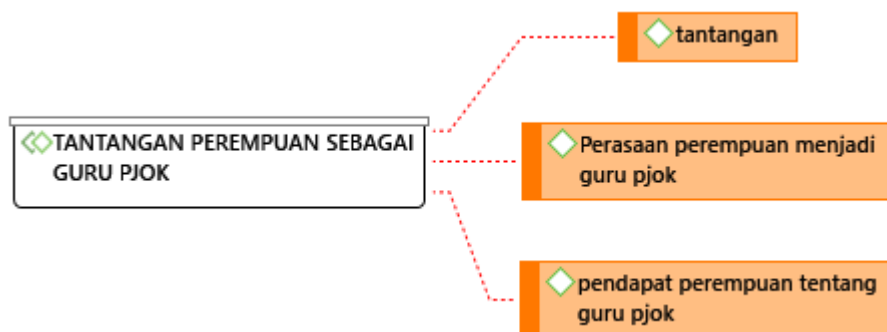 tantangan
TANTANGAN PEREMPUAN SEBAGAI
GURU PJOK
Perasaan perempuan menjadi
guru pjok
pendapat perempuan tentang
guru pjok